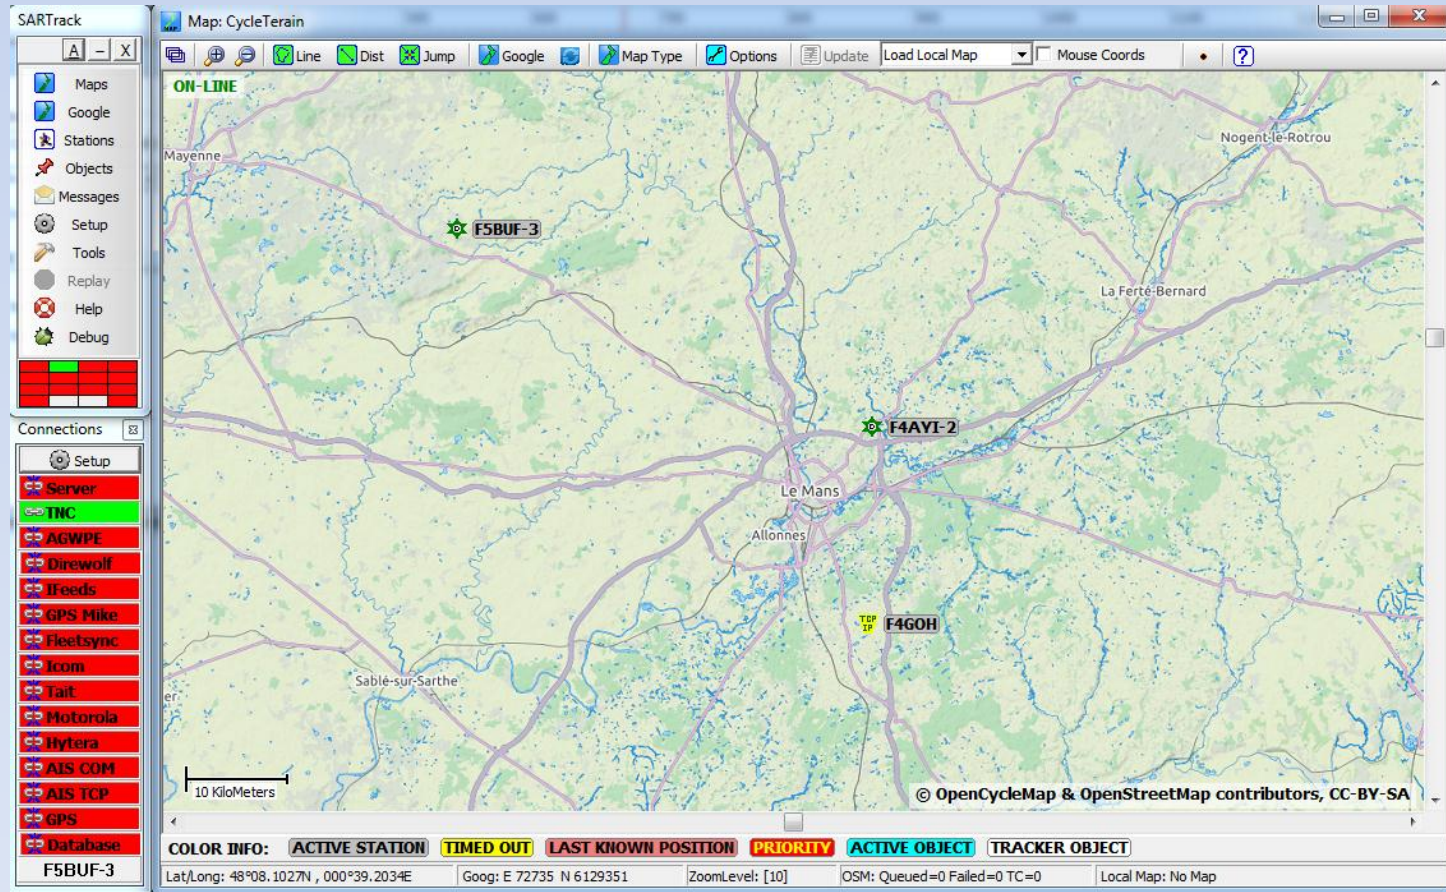 SARTrack
A – X
Maps
Google
Stations
Objects
Messages
Setup
Tools
Replay
Help
Debug
Connections
Setup
Server
TNC
AGWPE
Direwolf
IFeeds
GPS Mike
Fleetsync
Icom
Tait
Motorola
Hytera
AIS COM
AIS TCP
GPS
Database
F5BUF-3
Map: CycleTerain
Line Dist Jump Google Map Type Options Update Load Local Map Mouse Coords ?
ON-LINE
Nogent-le-Rotrou
Mayenne
F5BUF-3
La Ferté-Bernard
F4AYI-2
Le Mans
Allonnes
TCP
IP
F4GOH
Sablé-sur-Sarthe
er
10 KiloMeters
© OpenCycleMap & OpenStreetMap contributors, CC-BY-SA
COLOR INFO: ACTIVE STATION TIMED OUT LAST KNOWN POSITION PRIORITY ACTIVE OBJECT TRACKER OBJECT
Lat/Long: 48°08.1027N , 000°39.2034E Goog: E 72735 N 6129351 ZoomLevel: [10] OSM: Queued=0 Failed=0 TC=0 Local Map: No Map